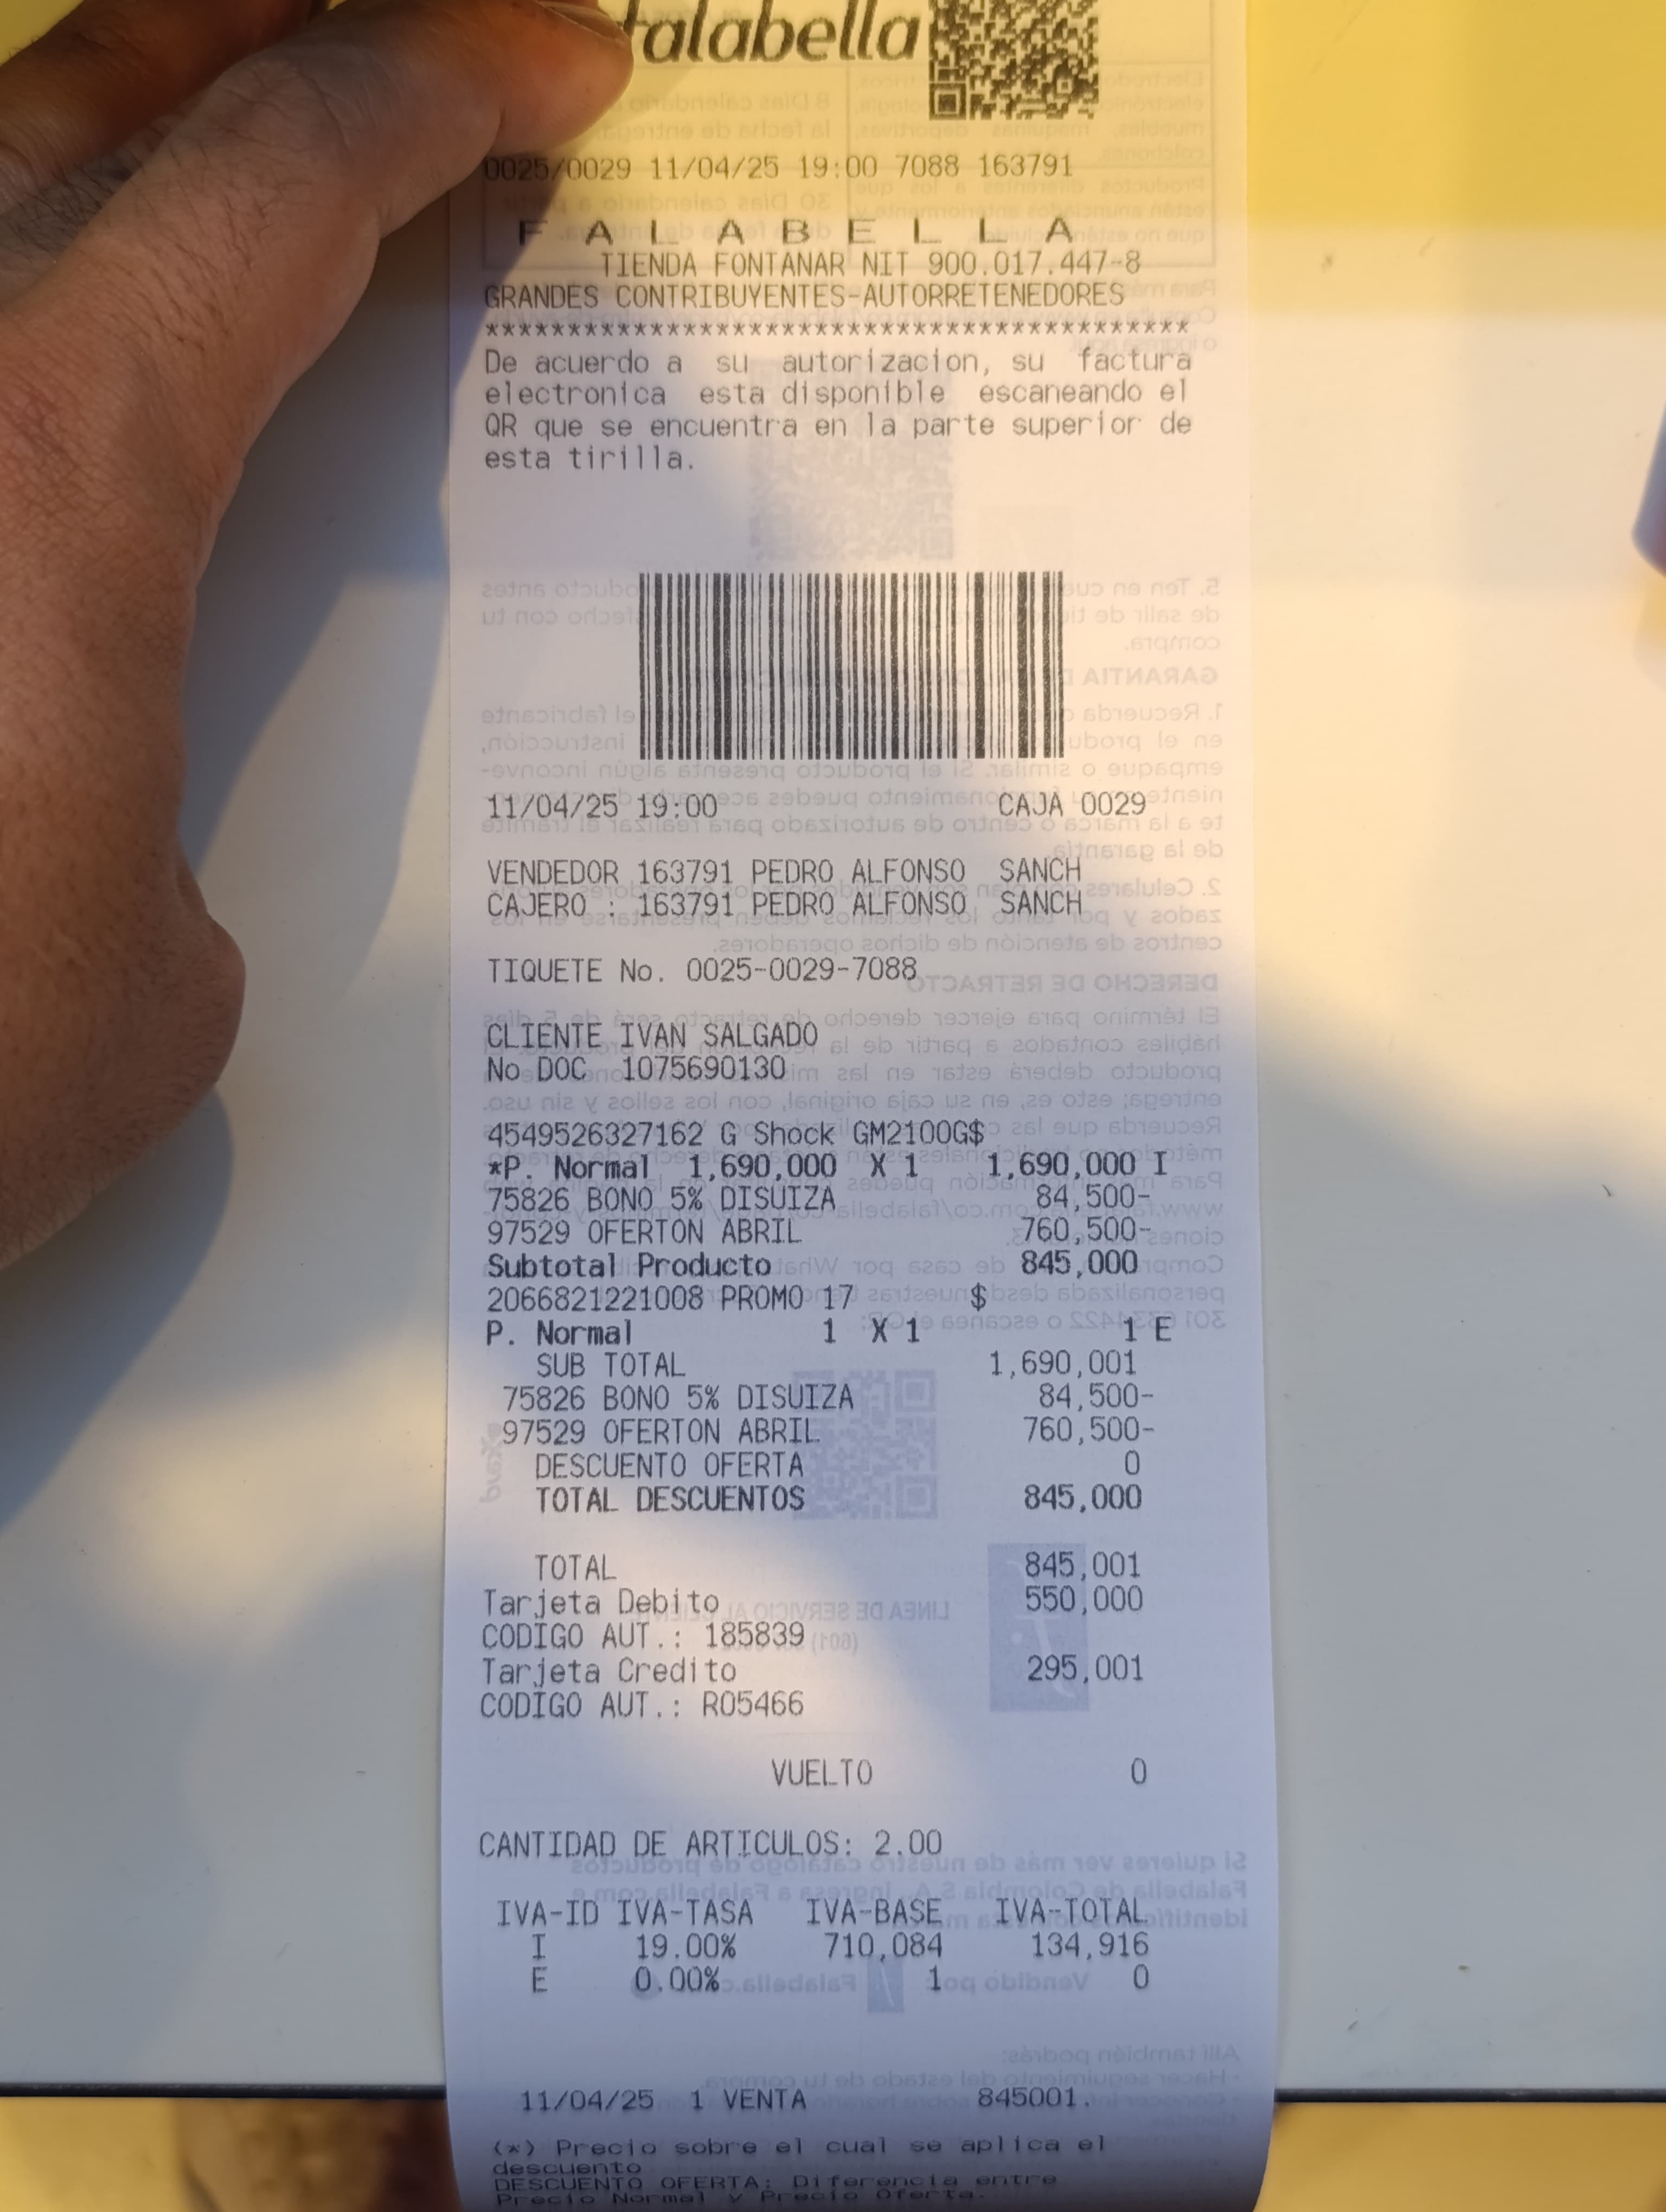 falabella
0025/0029 11/04/25 19:00 7088 163791
F A L A B E L L A
TIENDA FONTANAR NIT 900.017.447-8
GRANDES CONTRIBUYENTES-AUTORRETENEDORES
*******************************************
De acuerdo a su autorizacion, su factura
electronica esta disponible escaneando el
QR que se encuentra en la parte superior de
esta tirilla.
11/04/25 19:00 CAJA 0029
VENDEDOR 163791 PEDRO ALFONSO SANCH
CAJERO : 163791 PEDRO ALFONSO SANCH
TIQUETE No. 0025-0029-7088
CLIENTE IVAN SALGADO
No DOC 1075690130
4549526327162 G Shock GM2100G$
*P. Normal 1,690,000 X 1 1,690,000 I
75826 BONO 5% DISUIZA 84,500-
97529 OFERTON ABRIL 760,500-
Subtotal Producto 845,000
2066821221008 PROMO 17 $
P. Normal 1 X 1 1 E
SUB TOTAL 1,690,001
75826 BONO 5% DISUIZA 84,500-
97529 OFERTON ABRIL 760,500-
DESCUENTO OFERTA 0
TOTAL DESCUENTOS 845,000
TOTAL 845,001
Tarjeta Debito 550,000
CODIGO AUT.: 185839
Tarjeta Credito 295,001
CODIGO AUT.: R05466
VUELTO 0
CANTIDAD DE ARTICULOS: 2.00
IVA-ID IVA-TASA IVA-BASE IVA-TOTAL
I 19.00% 710,084 134,916
E 0.00% 1 0
11/04/25 1 VENTA 845001.
(*) Precio sobre el cual se aplica el
descuento
DESCUENTO OFERTA: Diferencia entre
Precio Normal y Precio Oferta.